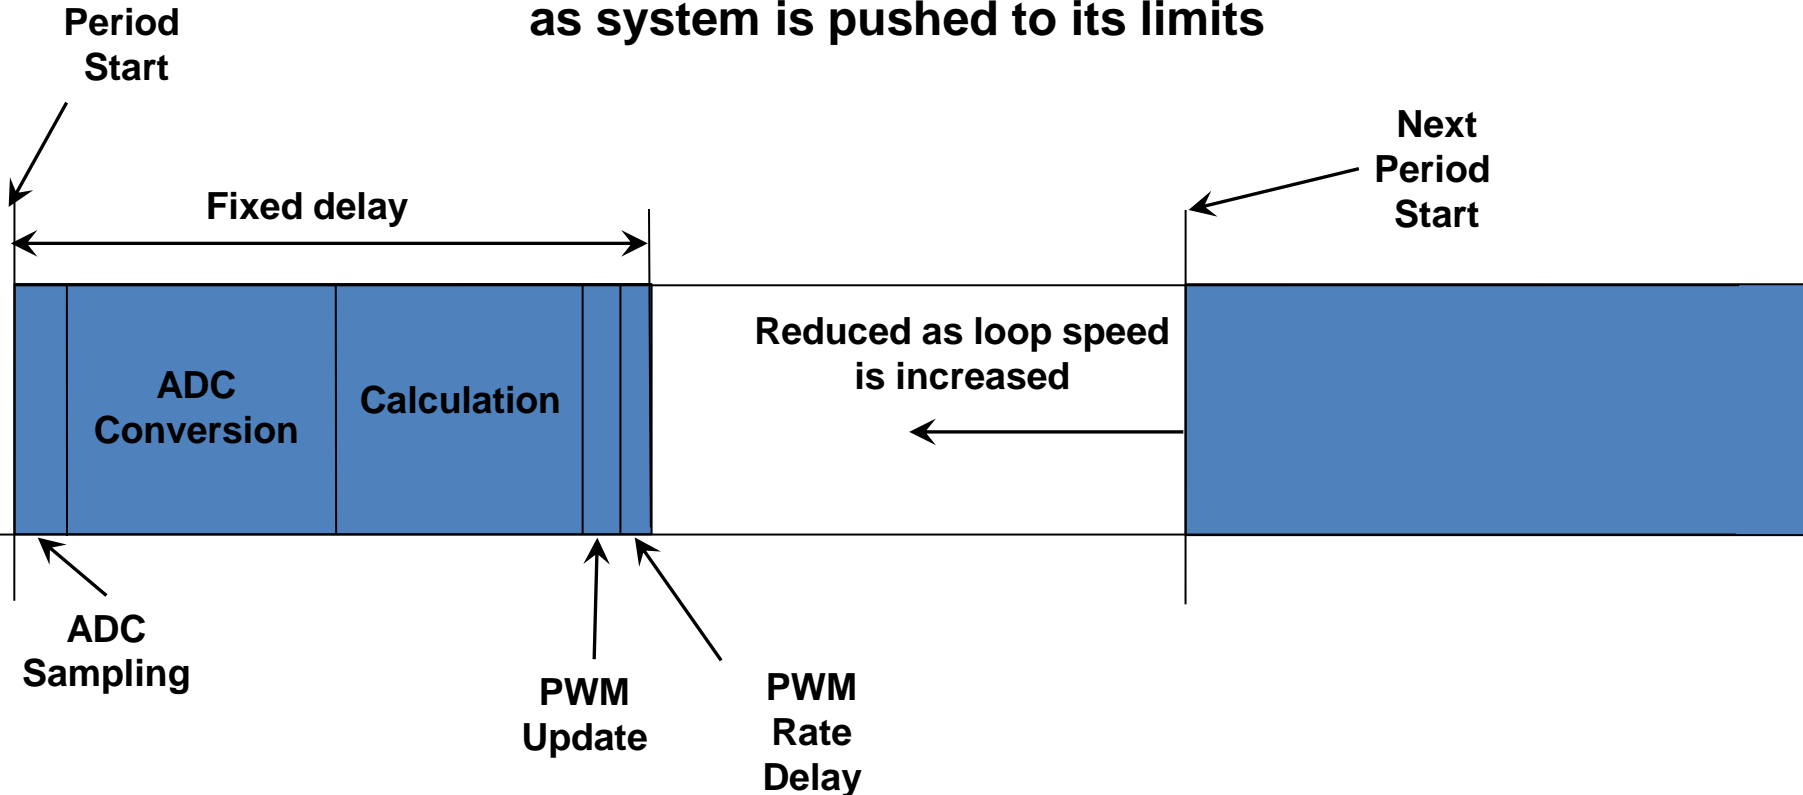 as system is pushed to its limits
Period
Start
Next
Period
Start
Fixed delay
Reduced as loop speed
is increased
ADC
Conversion
Calculation
ADC
Sampling
PWM
Update
PWM
Rate
Delay